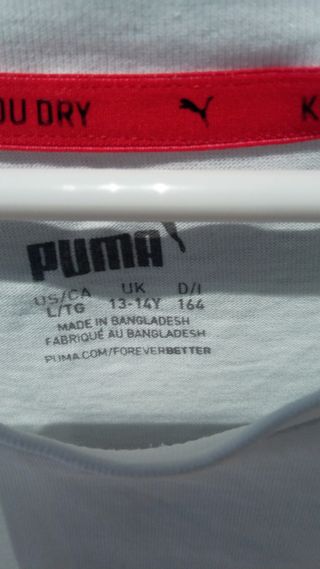 OU DRY K
PUMA
US/CA UK D/I
L/TG 13-14Y 164
MADE IN BANGLADESH
FABRIQUÉ AU BANGLADESH
PUMA.COM/FOREVERBETTER